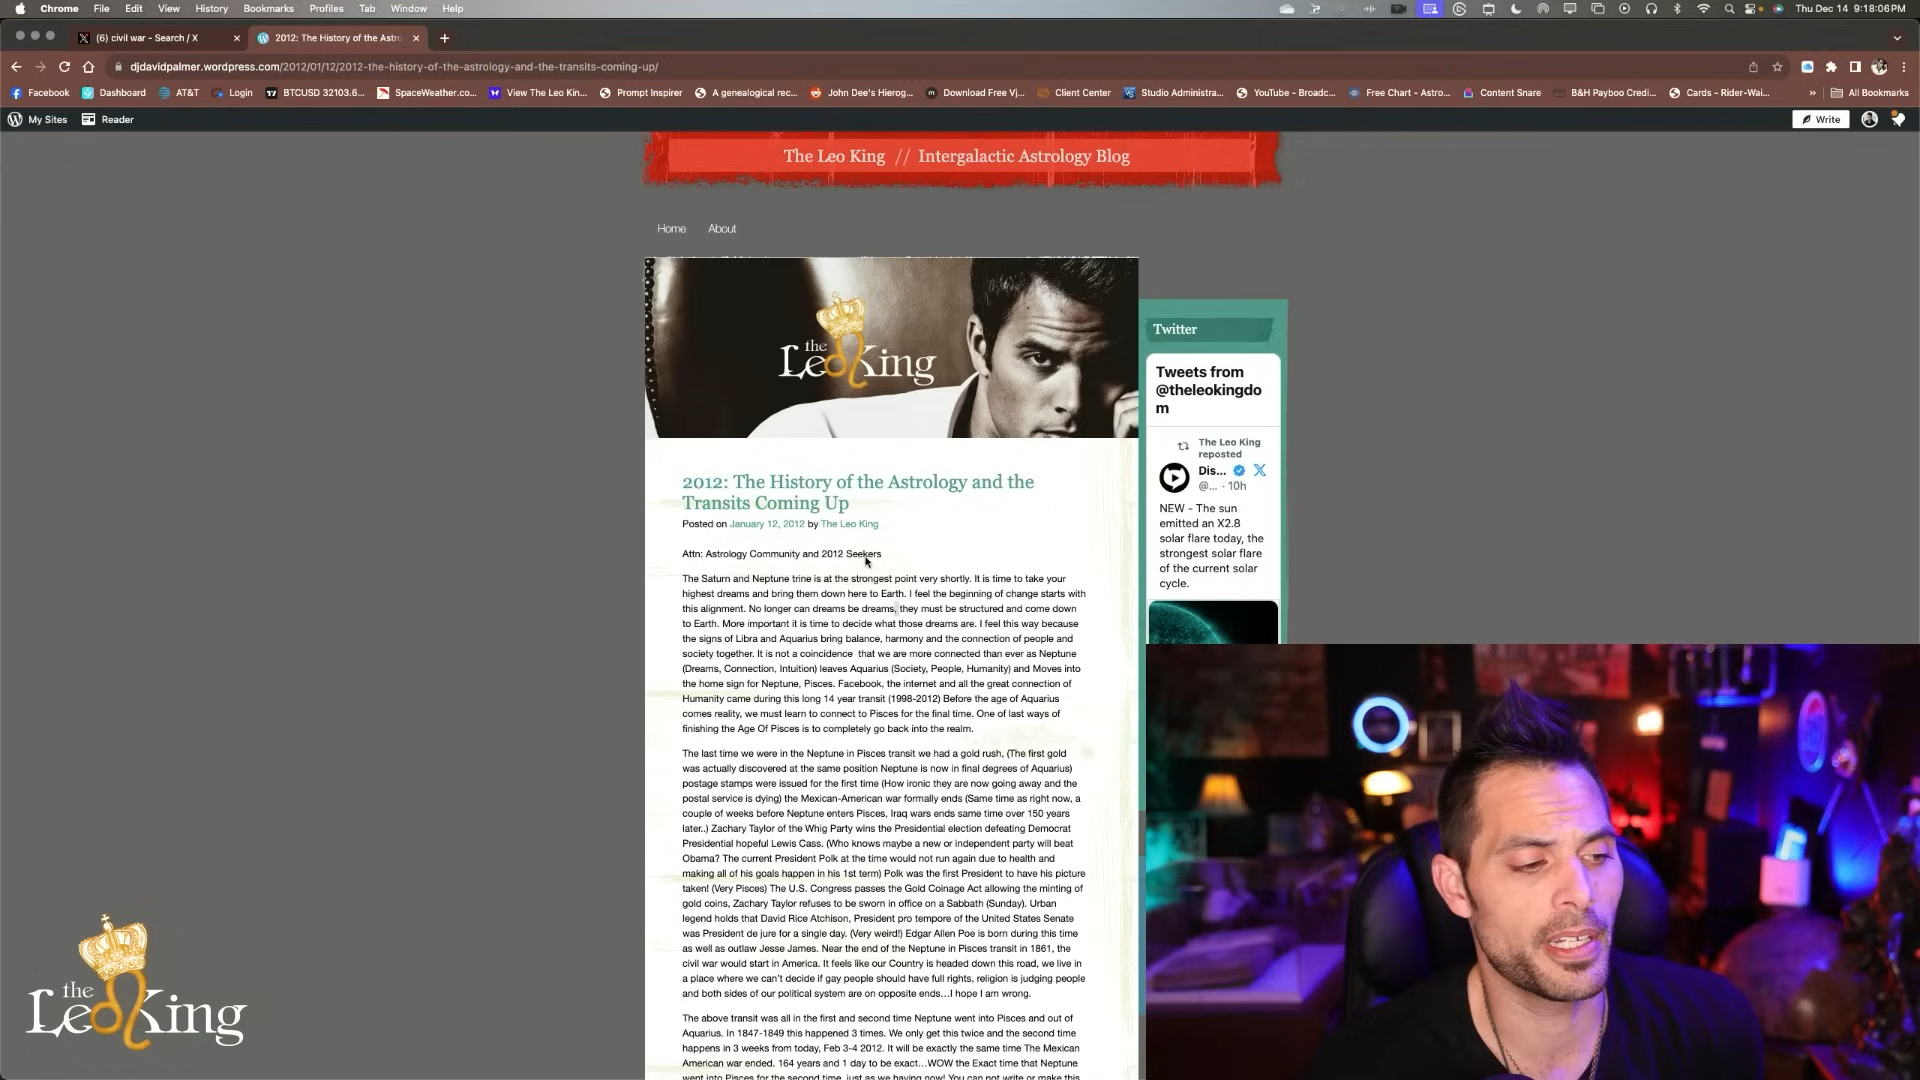 Chrome File Edit View History Bookmarks Profiles Tab Window Help Thu Dec 14 9:18:06 PM
(6) civil war - Search / X 2012: The History of the Astro
djdavidpalmer.wordpress.com/2012/01/12/2012-the-history-of-the-astrology-and-the-transits-coming-up/
Facebook Dashboard AT&T Login BTCUSD 32103.6... SpaceWeather.co... View The Leo Kin... Prompt Inspirer A genealogical rec... John Dee's Hierog... Download Free Vj... Client Center Studio Administra... YouTube - Broadc... Free Chart - Astro... Content Snare B&H Payboo Credi... Cards - Rider-Wai... » All Bookmarks
My Sites Reader Write
The Leo King // Intergalactic Astrology Blog
Home About
the
LeoKing
2012: The History of the Astrology and the
Transits Coming Up
Posted on January 12, 2012 by The Leo King
Attn: Astrology Community and 2012 Seekers
The Saturn and Neptune trine is at the strongest point very shortly. It is time to take your
highest dreams and bring them down here to Earth. I feel the beginning of change starts with
this alignment. No longer can dreams be dreams, they must be structured and come down
to Earth. More important it is time to decide what those dreams are. I feel this way because
the signs of Libra and Aquarius bring balance, harmony and the connection of people and
society together. It is not a coincidence that we are more connected than ever as Neptune
(Dreams, Connection, Intuition) leaves Aquarius (Society, People, Humanity) and Moves into
the home sign for Neptune, Pisces. Facebook, the internet and all the great connection of
Humanity came during this long 14 year transit (1998-2012) Before the age of Aquarius
comes reality, we must learn to connect to Pisces for the final time. One of last ways of
finishing the Age Of Pisces is to completely go back into the realm.
The last time we were in the Neptune in Pisces transit we had a gold rush, (The first gold
was actually discovered at the same position Neptune is now in final degrees of Aquarius)
postage stamps were issued for the first time (How ironic they are now going away and the
postal service is dying) the Mexican-American war formally ends (Same time as right now, a
couple of weeks before Neptune enters Pisces, Iraq wars ends same time over 150 years
later..) Zachary Taylor of the Whig Party wins the Presidential election defeating Democrat
Presidential hopeful Lewis Cass. (Who knows maybe a new or independent party will beat
Obama? The current President Polk at the time would not run again due to health and
making all of his goals happen in his 1st term) Polk was the first President to have his picture
taken! (Very Pisces) The U.S. Congress passes the Gold Coinage Act allowing the minting of
gold coins, Zachary Taylor refuses to be sworn in office on a Sabbath (Sunday). Urban
legend holds that David Rice Atchison, President pro tempore of the United States Senate
was President de jure for a single day. (Very weird!) Edgar Allen Poe is born during this time
as well as outlaw Jesse James. Near the end of the Neptune in Pisces transit in 1861, the
civil war would start in America. It feels like our Country is headed down this road, we live in
a place where we can't decide if gay people should have full rights, religion is judging people
and both sides of our political system are on opposite ends...I hope I am wrong.
The above transit was all in the first and second time Neptune went into Pisces and out of
Aquarius. In 1847-1849 this happened 3 times. We only get this twice and the second time
happens in 3 weeks from today, Feb 3-4 2012. It will be exactly the same time The Mexican
American war ended. 164 years and 1 day to be exact...WOW the Exact time that Neptune
went into Pisces for the second time, just as we having now! You can not write or make this
Twitter
Tweets from
@theleokingdo
m
The Leo King
reposted
Dis...
@... · 10h
NEW - The sun
emitted an X2.8
solar flare today, the
strongest solar flare
of the current solar
cycle.
the
LeoKing